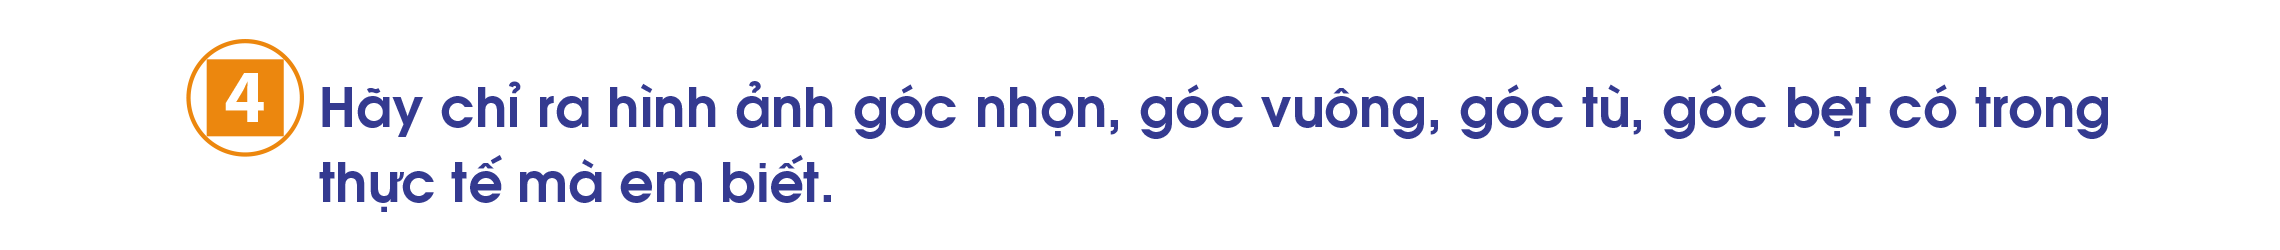 4 Hãy chỉ ra hình ảnh góc nhọn, góc vuông, góc tù, góc bẹt có trong
thực tế mà em biết.